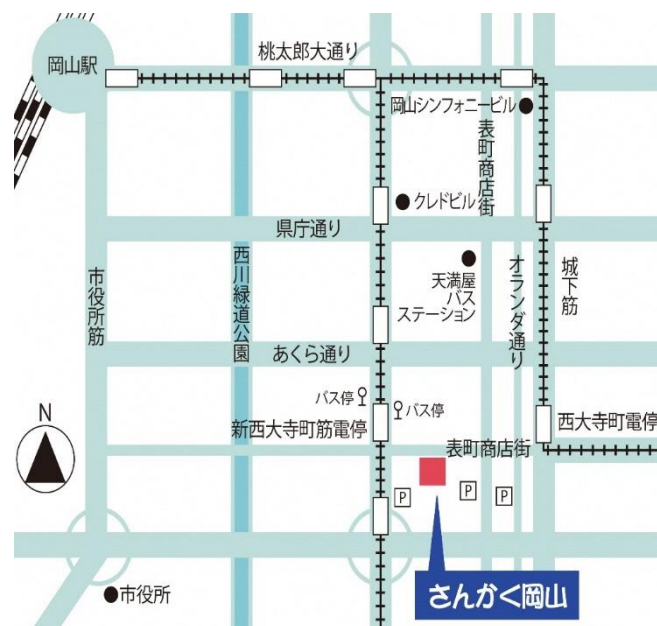 桃太郎大通り
岡山駅
岡山シンフォニービル
表町商店街
クレドビル
県庁通り
天満屋
バス
ステーション
市役所筋
西川緑道公園
オランダ通り
城下筋
あくら通り
バス停
バス停
新西大寺町筋電停
西大寺町電停
表町商店街
N
P
P
P
さんかく岡山
市役所